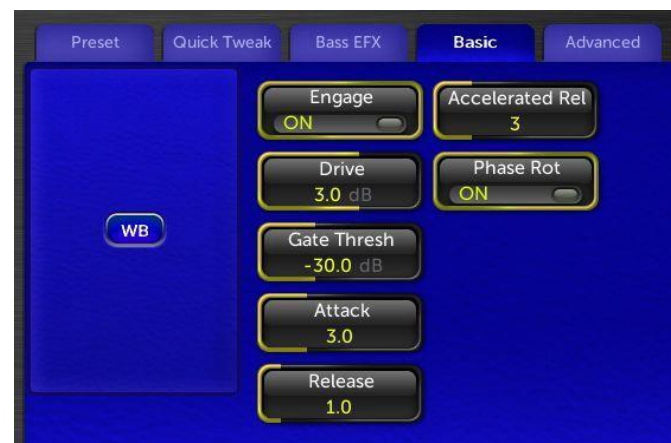 Preset Quick Tweak Bass EFX Basic Advanced
Engage
ON
Accelerated Rel
3
Drive
3.0 dB
Phase Rot
ON
WB
Gate Thresh
-30.0 dB
Attack
3.0
Release
1.0